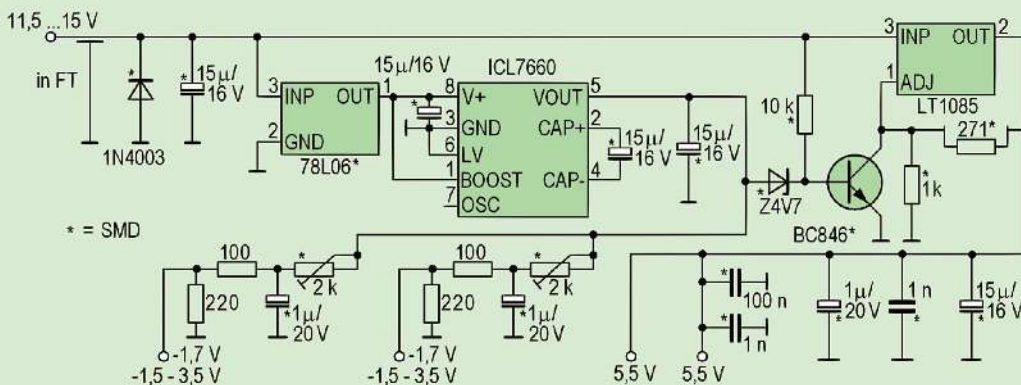 11,5 ...15 V
in FT
*
1N4003
*
15µ/
16 V
3 INP OUT 1
2 GND
78L06*
15µ/16 V
*
ICL7660
8 V+ VOUT 5
3 GND CAP+ 2
6 LV
1 BOOST CAP- 4
7 OSC
15µ/
16 V
*
15µ/
16 V
*
10 k
*
*
Z4V7
BC846*
3 INP OUT 2
1 ADJ
LT1085
271*
*
1k
* = SMD
100
*
2 k
220
1µ/
20 V
*
-1,7 V
-1,5 - 3,5 V
100
*
2 k
220
1µ/
20 V
*
-1,7 V
-1,5 - 3,5 V
*
100 n
*
1 n
1µ/
20 V
*
1 n
*
15µ/
16 V
*
5,5 V
5,5 V